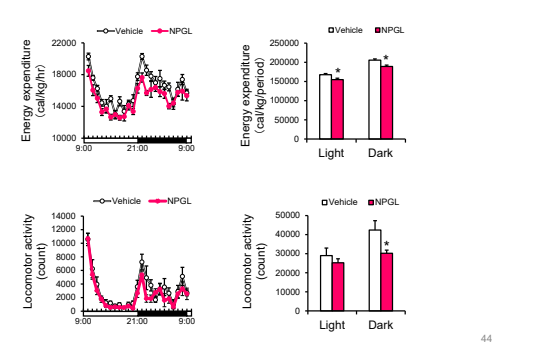 Vehicle NPGL
Energy expenditure
(cal/kg/hr)
22000
18000
14000
10000
9:00 21:00 9:00
Vehicle NPGL
Energy expenditure
(cal/kg/period)
250000
200000
150000
100000
50000
0
* *
Light Dark
Vehicle NPGL
Locomotor activity
(count)
14000
12000
10000
8000
6000
4000
2000
0
9:00 21:00 9:00
Vehicle NPGL
Locomotor activity
(count)
50000
40000
30000
20000
10000
0
*
Light Dark
44